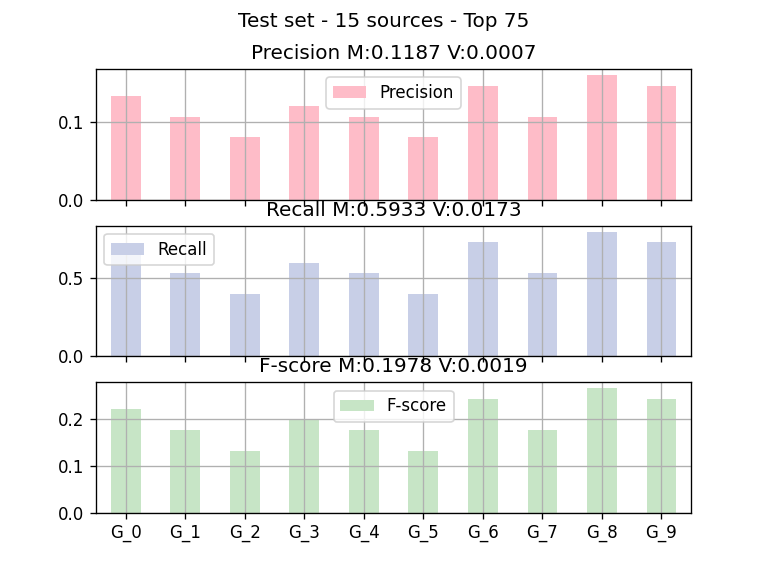 Test set - 15 sources - Top 75
Precision M:0.1187 V:0.0007
Precision
0.1
0.0
Recall M:0.5933 V:0.0173
Recall
0.5
0.0
F-score M:0.1978 V:0.0019
F-score
0.2
0.1
0.0
G_0 G_1 G_2 G_3 G_4 G_5 G_6 G_7 G_8 G_9